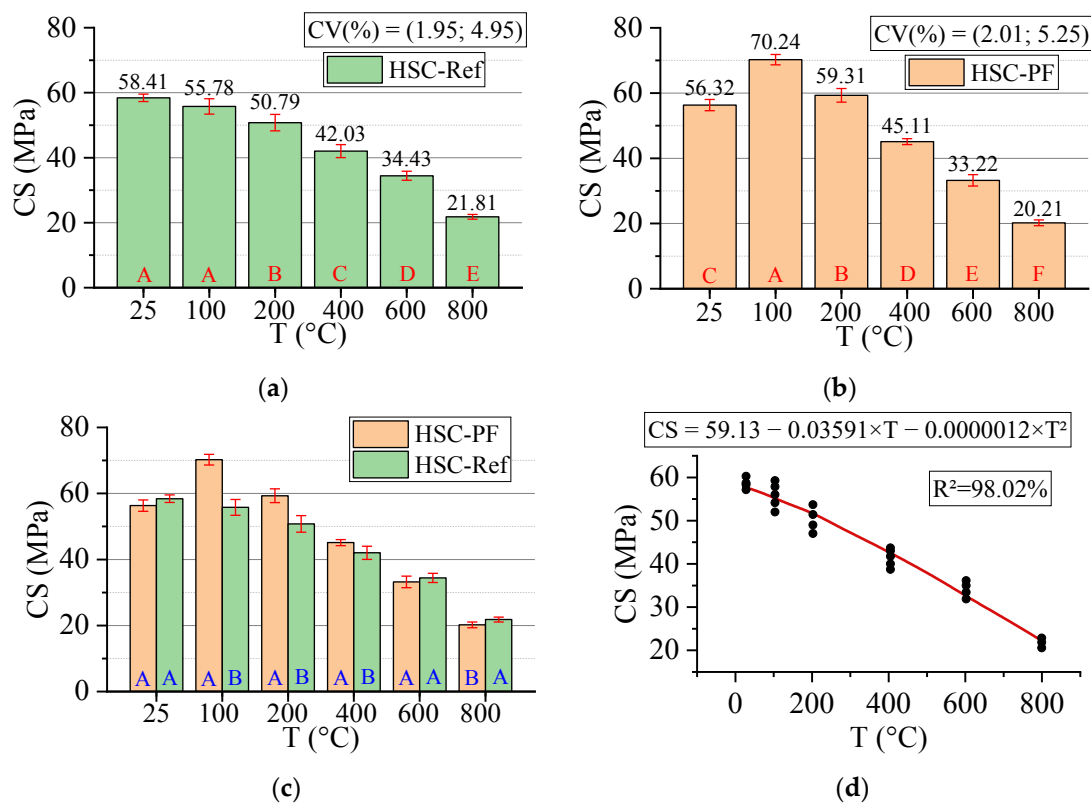 CV(%) = (1.95; 4.95)
HSC-Ref
58.41 55.78 50.79 42.03 34.43 21.81
CS (MPa)
80
60
40
20
0
A A B C D E
25 100 200 400 600 800
T (°C)
(a)
CV(%) = (2.01; 5.25)
HSC-PF
56.32 70.24 59.31 45.11 33.22 20.21
CS (MPa)
80
60
40
20
0
C A B D E F
25 100 200 400 600 800
T (°C)
(b)
HSC-PF
HSC-Ref
CS (MPa)
80
60
40
20
0
A A A B A B A B A A B A
25 100 200 400 600 800
T (°C)
(c)
CS = 59.13 − 0.03591×T − 0.0000012×T²
R²=98.02%
CS (MPa)
60
50
40
30
20
0 200 400 600 800
T (°C)
(d)